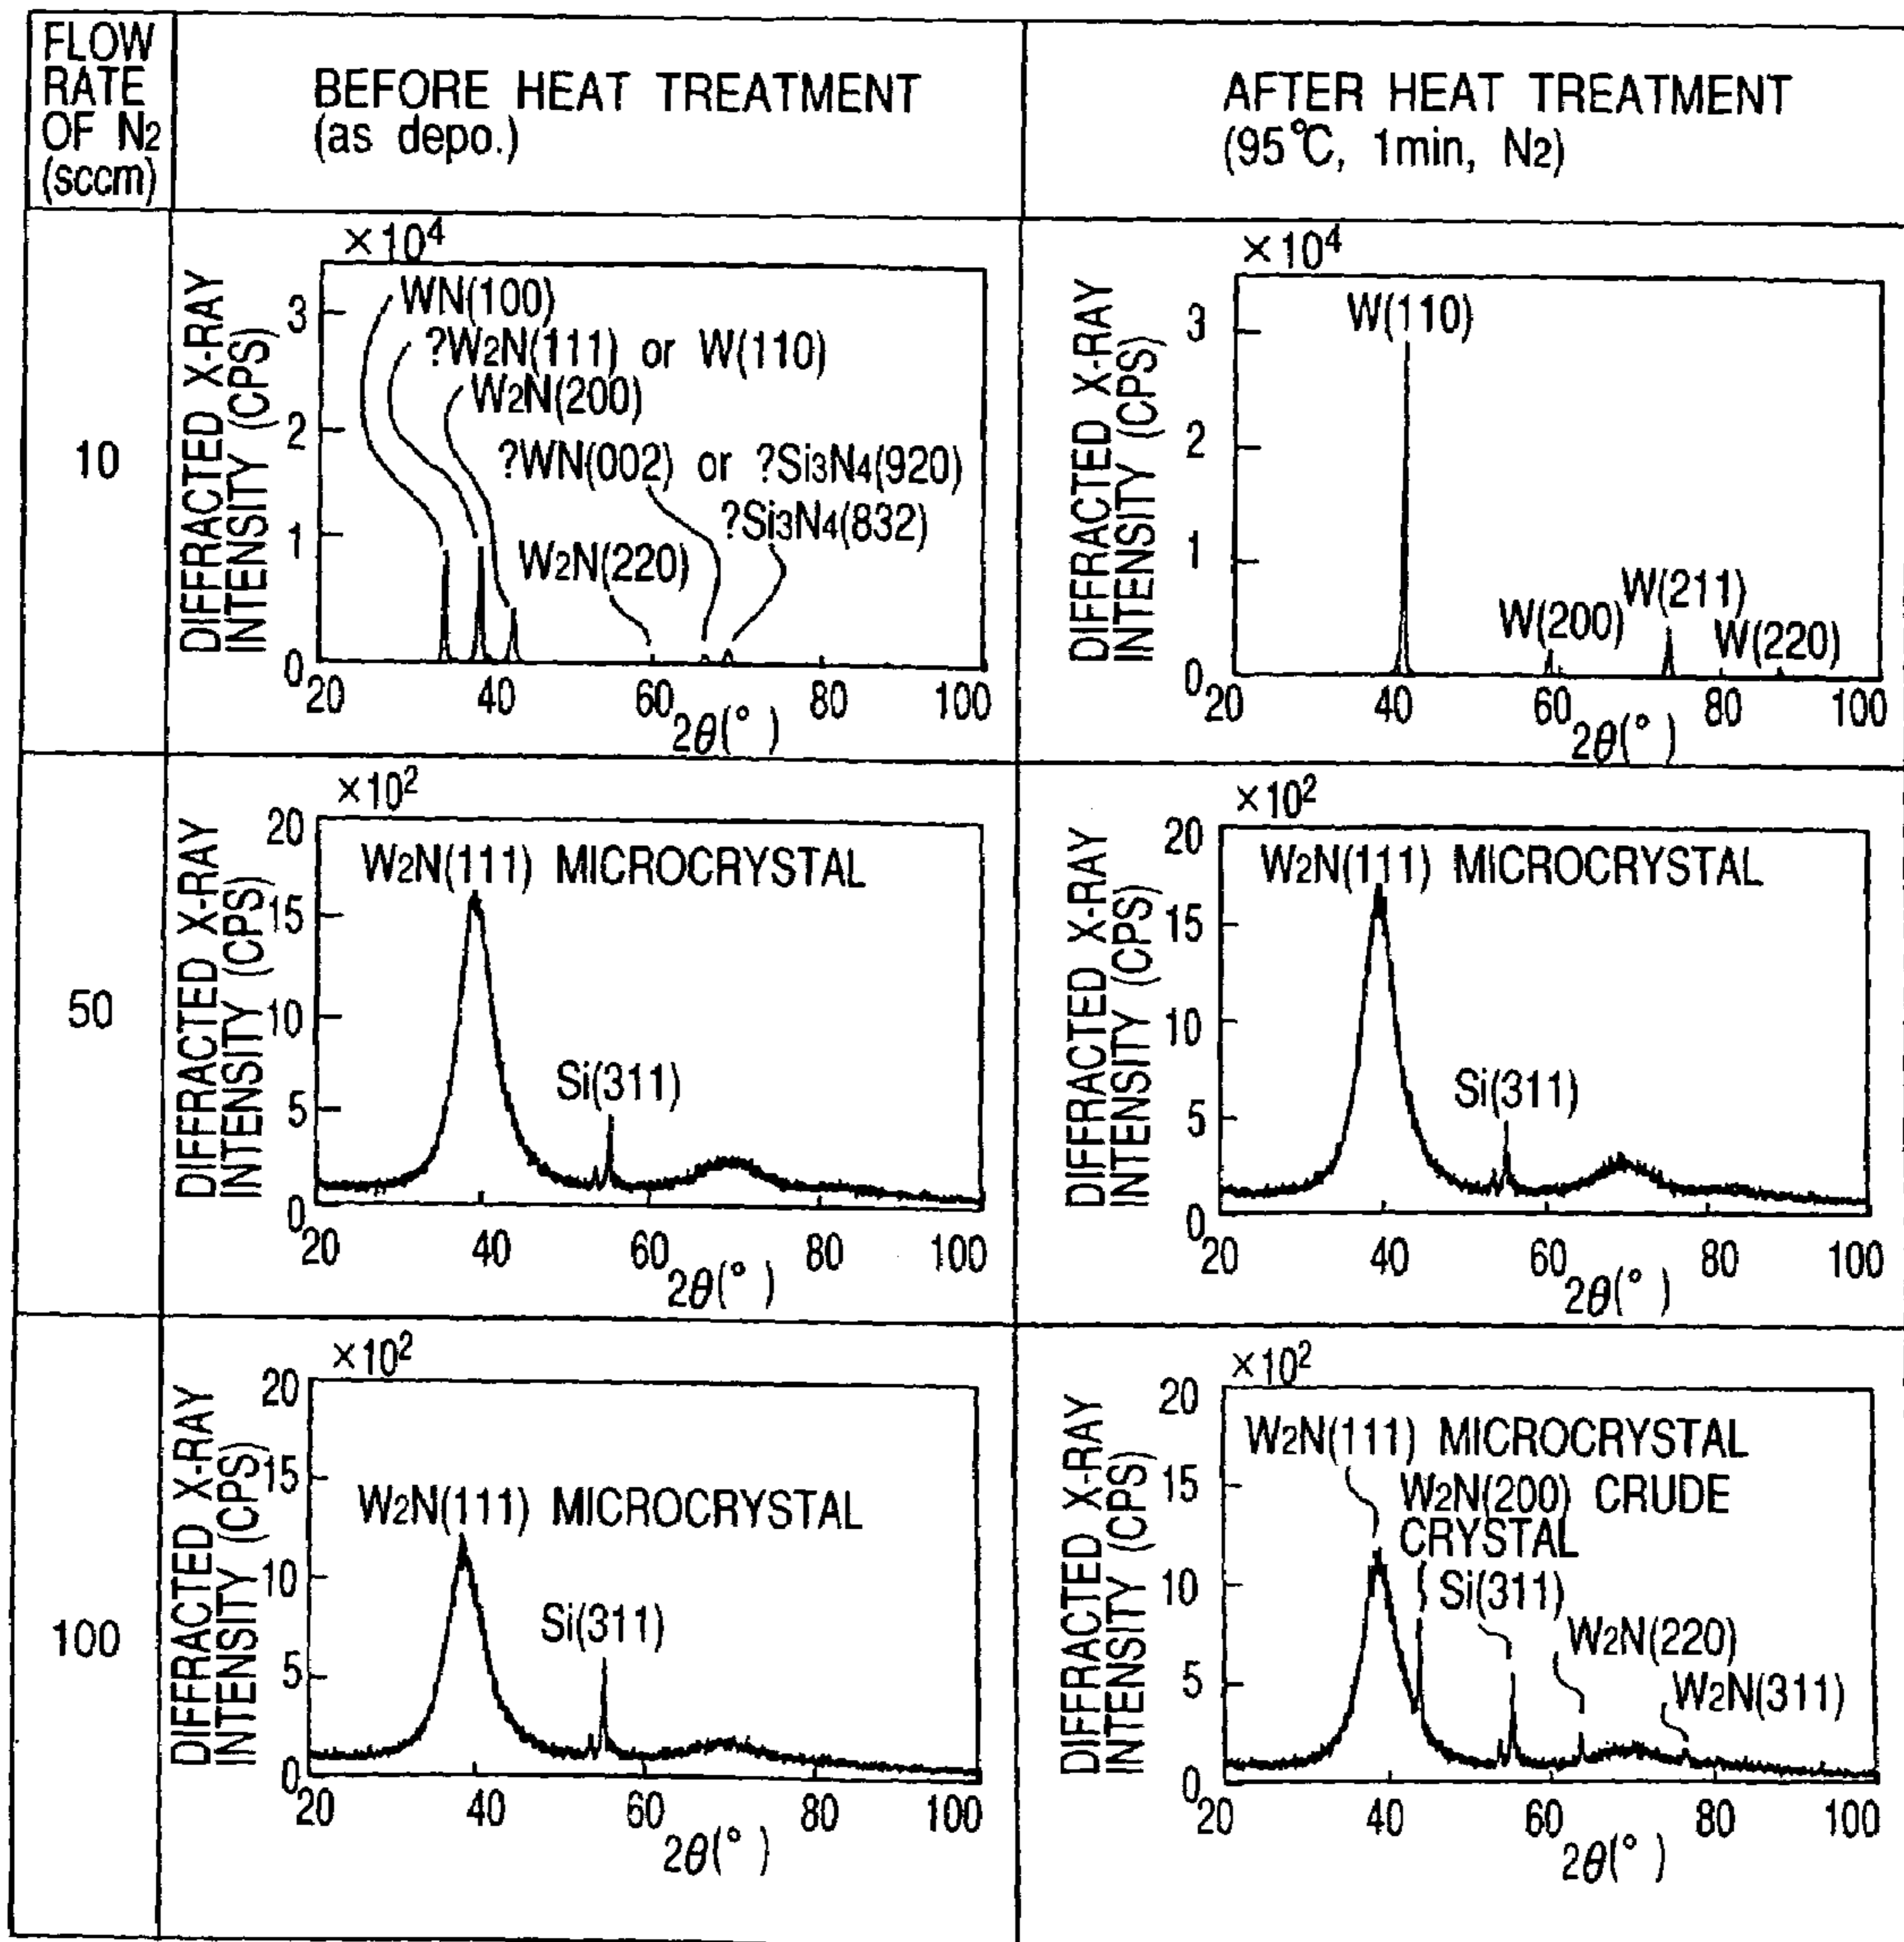 FLOW
RATE
OF N2
(sccm)
BEFORE HEAT TREATMENT
(as depo.)
AFTER HEAT TREATMENT
(95℃, 1min, N2)
10
×10⁴
DIFFRACTED X-RAY
INTENSITY (CPS)
3
2
1
0
WN(100)
?W2N(111) or W(110)
W2N(200)
?WN(002) or ?Si3N4(920)
?Si3N4(832)
W2N(220)
20 40 60 80 100
2θ(°)
×10⁴
DIFFRACTED X-RAY
INTENSITY (CPS)
3
2
1
0
W(110)
W(211)
W(200)
W(220)
20 40 60 80 100
2θ(°)
50
×10²
DIFFRACTED X-RAY
INTENSITY (CPS)
20
15
10
5
0
W2N(111) MICROCRYSTAL
Si(311)
20 40 60 80 100
2θ(°)
×10²
DIFFRACTED X-RAY
INTENSITY (CPS)
20
15
10
5
0
W2N(111) MICROCRYSTAL
Si(311)
20 40 60 80 100
2θ(°)
100
×10²
DIFFRACTED X-RAY
INTENSITY (CPS)
20
15
10
5
0
W2N(111) MICROCRYSTAL
Si(311)
20 40 60 80 100
2θ(°)
×10²
DIFFRACTED X-RAY
INTENSITY (CPS)
20
15
10
5
0
W2N(111) MICROCRYSTAL
W2N(200) CRUDE
CRYSTAL
Si(311)
W2N(220)
W2N(311)
20 40 60 80 100
2θ(°)